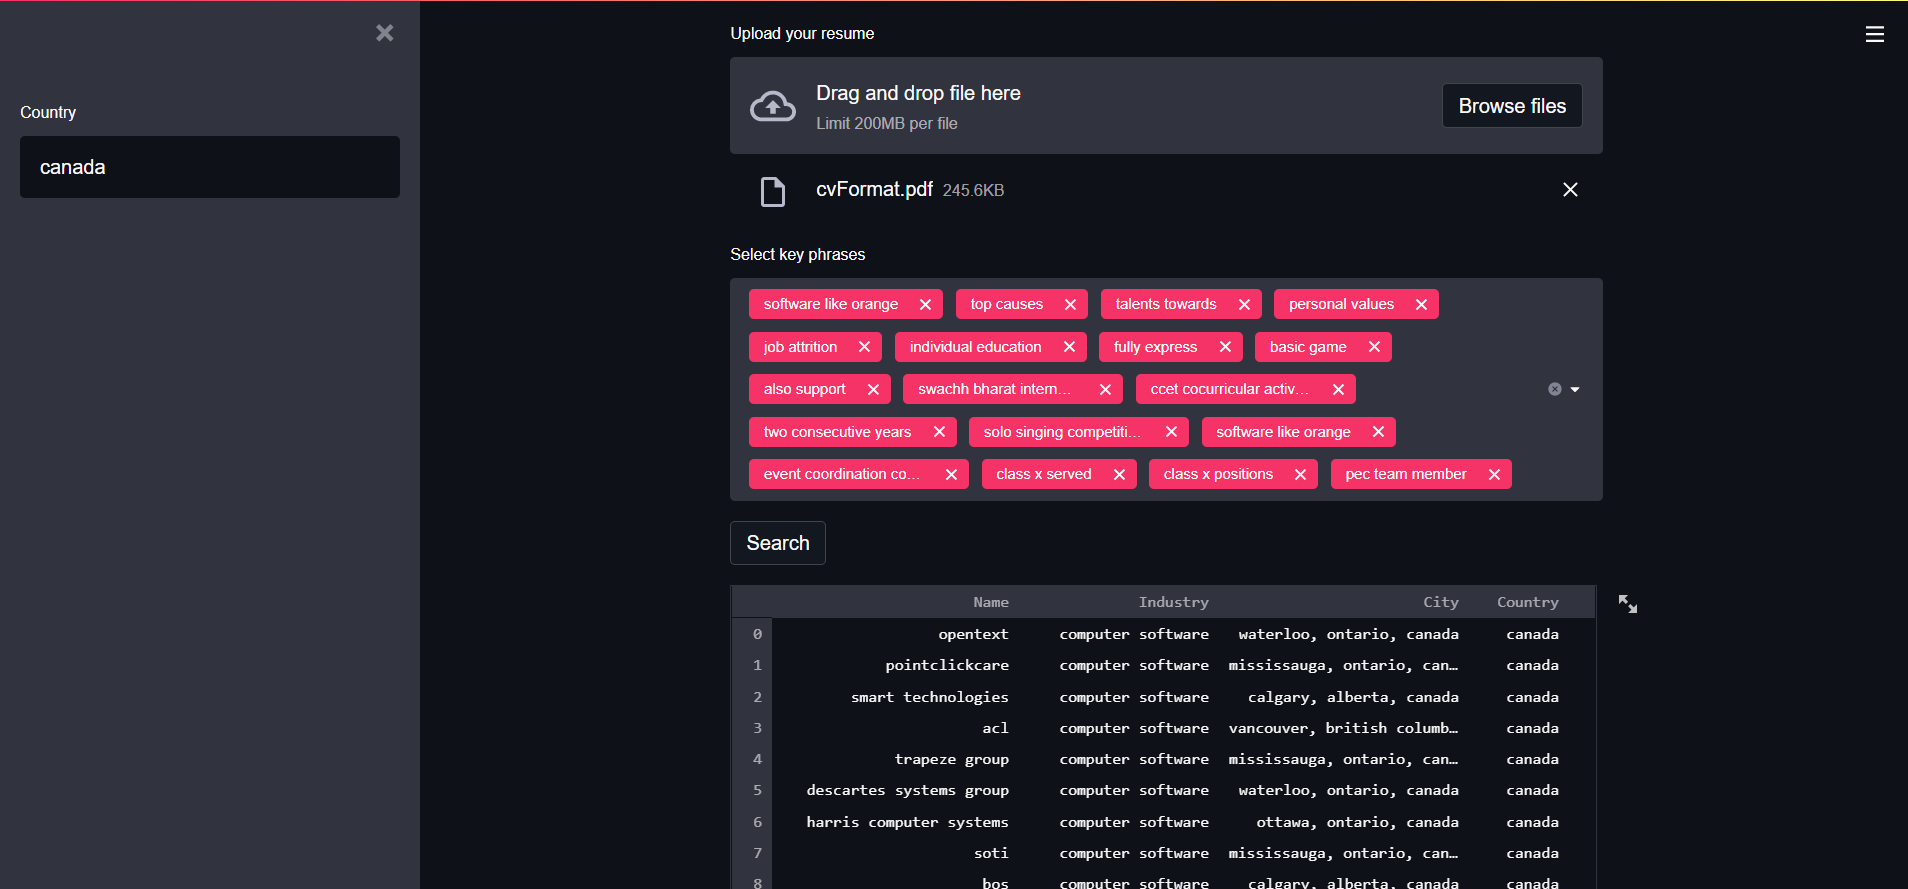 Country
canada
Upload your resume
Drag and drop file here
Limit 200MB per file
Browse files
cvFormat.pdf 245.6KB
Select key phrases
software like orange top causes talents towards personal values
job attrition individual education fully express basic game
also support swachh bharat intern... ccet cocurricular activ...
two consecutive years solo singing competiti... software like orange
event coordination co... class x served class x positions pec team member
Search
Name Industry City Country
0 opentext computer software waterloo, ontario, canada canada
1 pointclickcare computer software mississauga, ontario, can… canada
2 smart technologies computer software calgary, alberta, canada canada
3 acl computer software vancouver, british columb… canada
4 trapeze group computer software mississauga, ontario, can… canada
5 descartes systems group computer software waterloo, ontario, canada canada
6 harris computer systems computer software ottawa, ontario, canada canada
7 soti computer software mississauga, ontario, can… canada
8 bos computer software calgary, alberta, canada canada